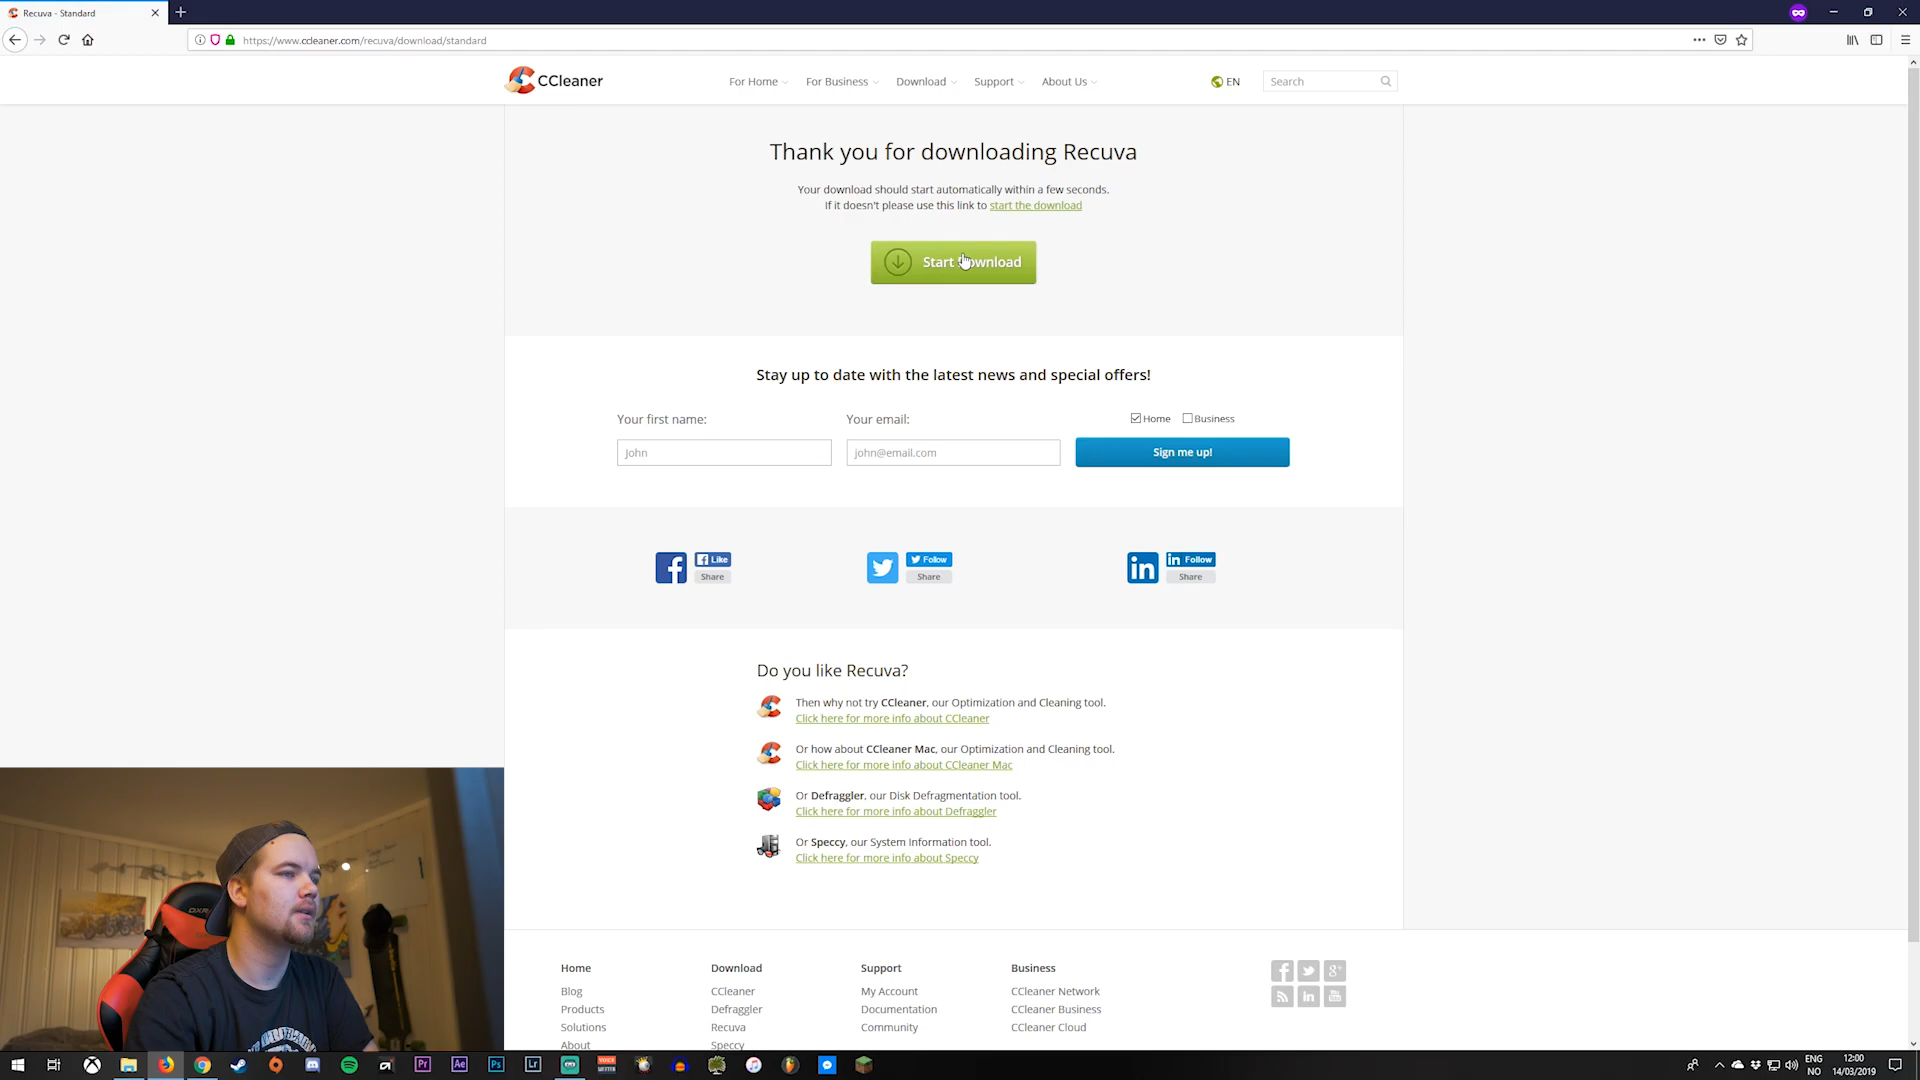 Recuva - Standard
https://www.ccleaner.com/recuva/download/standard
CCleaner
For Home
For Business
Download
Support
About Us
EN
Search
Thank you for downloading Recuva
Your download should start automatically within a few seconds.
If it doesn't please use this link to start the download
Start Download
Stay up to date with the latest news and special offers!
Your first name:
Your email:
Home
Business
John
john@email.com
Sign me up!
Like
Share
Follow
Share
in Follow
Share
Do you like Recuva?
Then why not try CCleaner, our Optimization and Cleaning tool.
Click here for more info about CCleaner
Or how about CCleaner Mac, our Optimization and Cleaning tool.
Click here for more info about CCleaner Mac
Or Defraggler, our Disk Defragmentation tool.
Click here for more info about Defraggler
Or Speccy, our System Information tool.
Click here for more info about Speccy
Home
Blog
Products
Solutions
About
Download
CCleaner
Defraggler
Recuva
Speccy
Support
My Account
Documentation
Community
Business
CCleaner Network
CCleaner Business
CCleaner Cloud
Pr
Ae
Ps
Lr
ENG
NO
12:00
14/03/2019